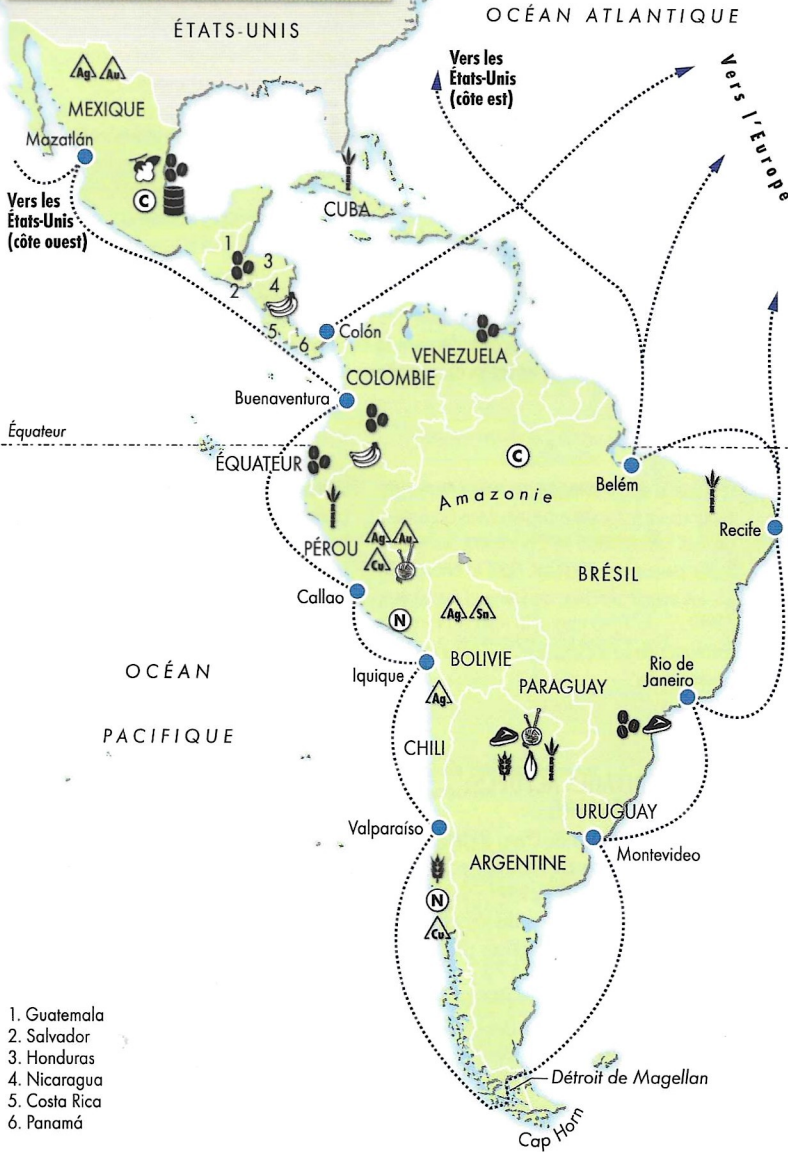 ÉTATS-UNIS
OCÉAN ATLANTIQUE
Vers les
États-Unis
(côte est)
Vers l'Europe
Ag
Au
MEXIQUE
Mazatlán
C
Vers les
États-Unis
(côte ouest)
CUBA
1
3
2
4
5
6
Colón
VENEZUELA
COLOMBIE
Buenaventura
Équateur
ÉQUATEUR
C
Belém
Amazonie
Recife
PÉROU
Ag
Au
Cu
BRÉSIL
Callao
N
Ag
Sn
OCÉAN
PACIFIQUE
Iquique
BOLIVIE
Rio de
Janeiro
PARAGUAY
Ag
CHILI
URUGUAY
Valparaíso
Montevideo
ARGENTINE
N
Cu
1. Guatemala
2. Salvador
3. Honduras
4. Nicaragua
5. Costa Rica
6. Panamá
Détroit de Magellan
Cap Horn